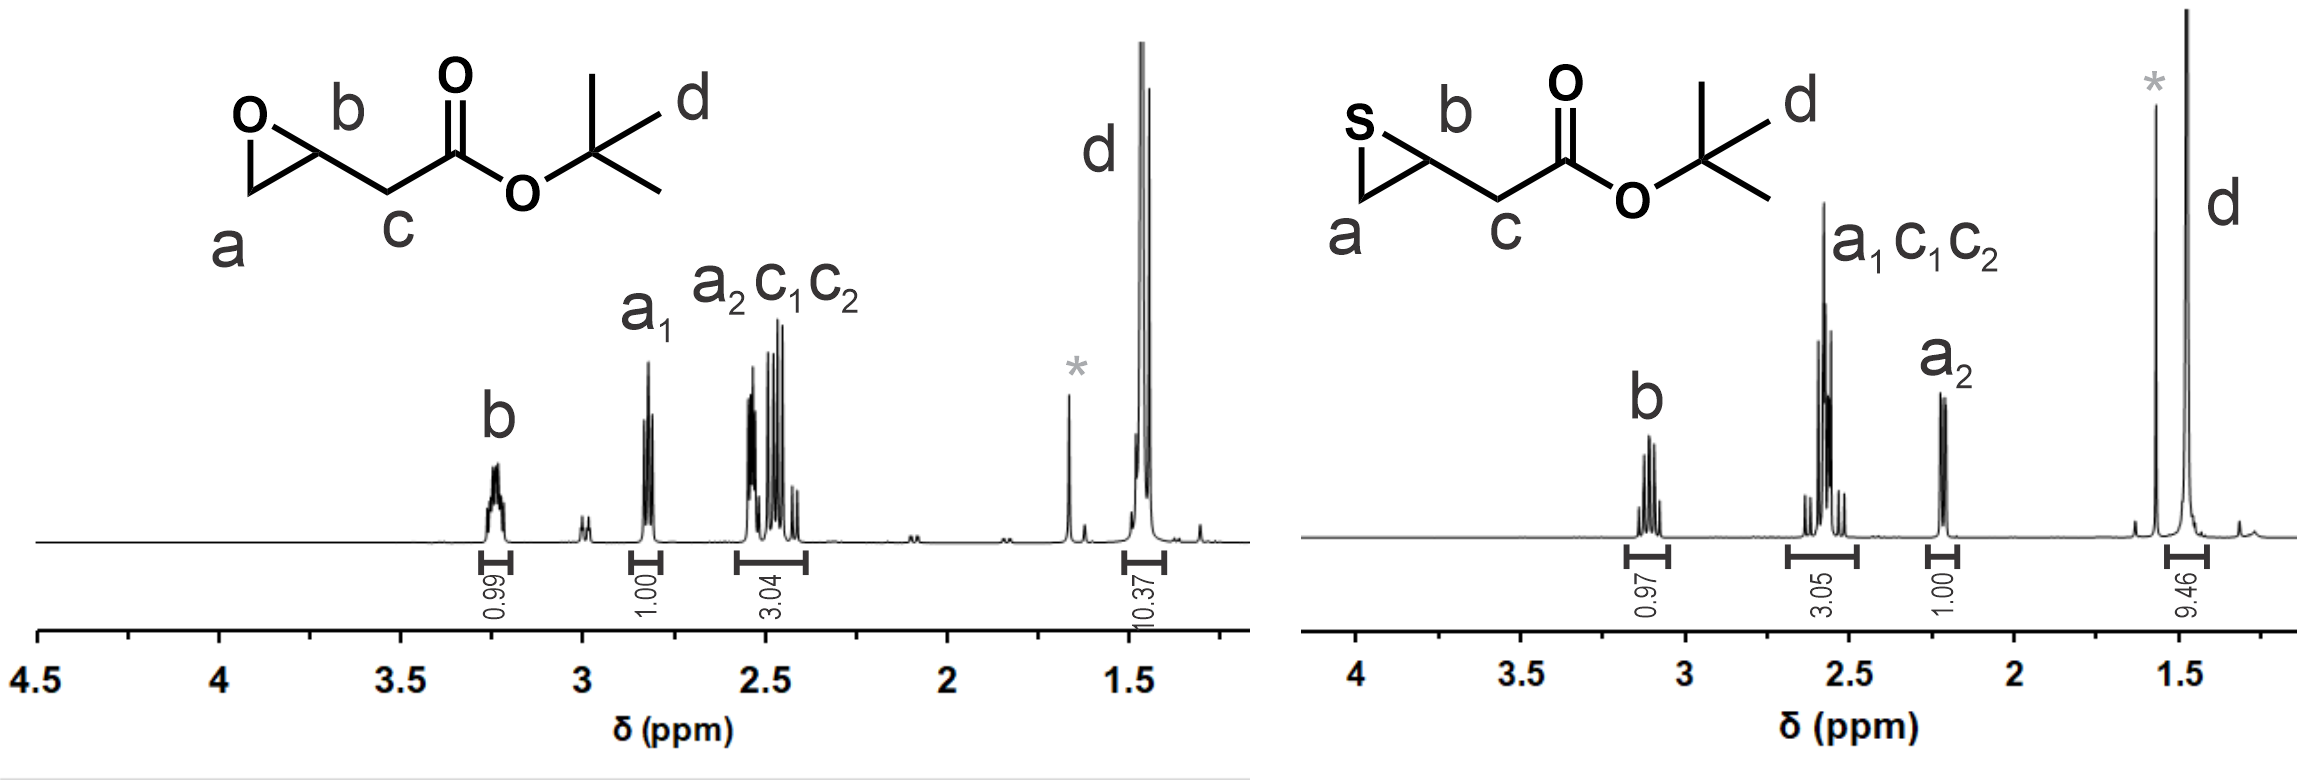 O
O
O
a
b
c
d
b
a₁
a₂ c₁ c₂
*
d
0.99
1.00
3.04
10.37
4.5 4 3.5 3 2.5 2 1.5
δ (ppm)
S
O
O
a
b
c
d
b
a₁ c₁ c₂
a₂
*
d
0.97
3.05
1.00
9.46
4 3.5 3 2.5 2 1.5
δ (ppm)